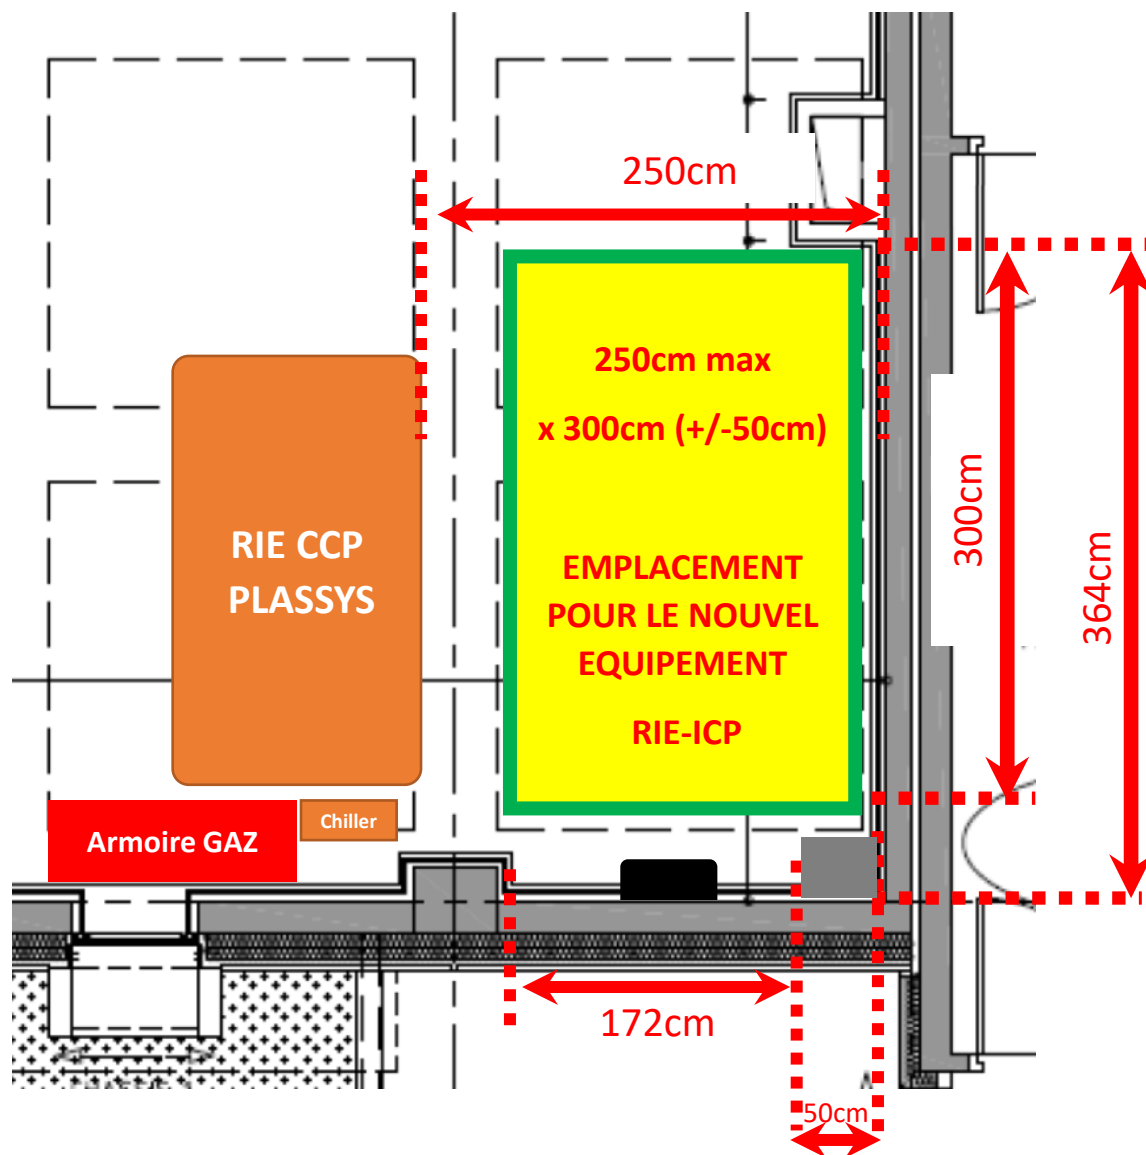 250cm
250cm max
x 300cm (+/-50cm)
RIE CCP
PLASSYS
EMPLACEMENT
POUR LE NOUVEL
EQUIPEMENT
RIE-ICP
300cm
364cm
Chiller
Armoire GAZ
172cm
50cm